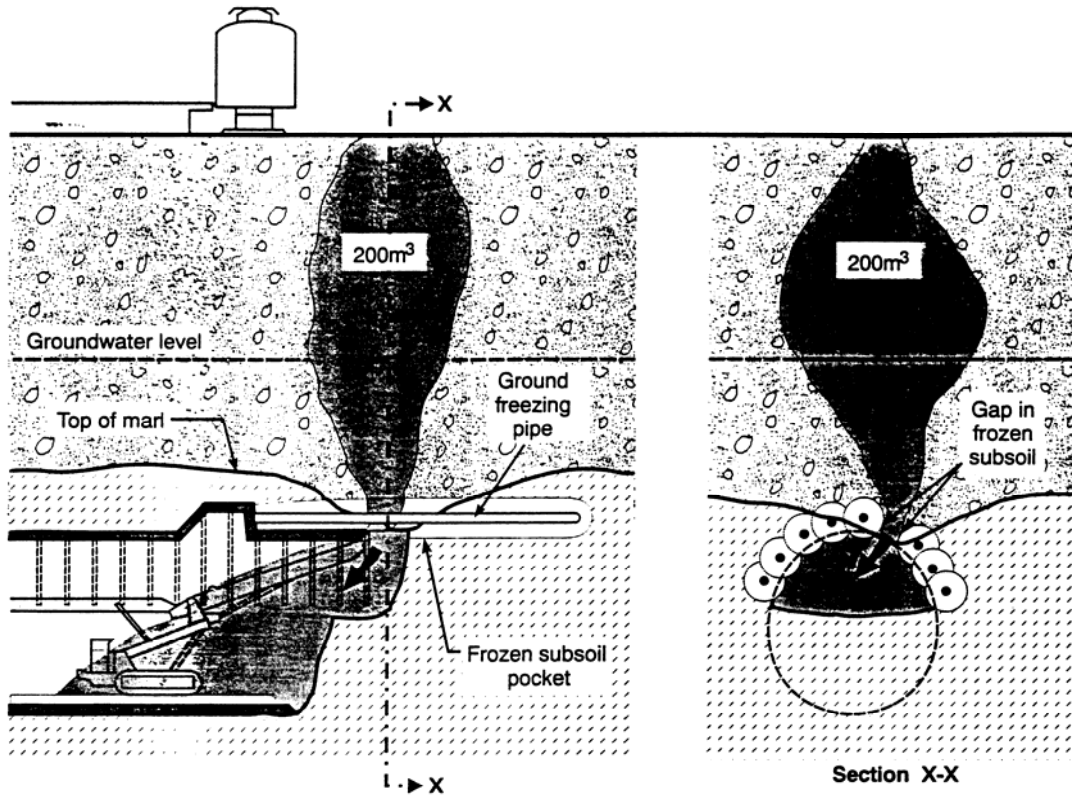 X
200m³
200m³
Groundwater level
Ground
freezing
pipe
Top of marl
Gap in
frozen
subsoil
Frozen subsoil
pocket
X
Section X-X